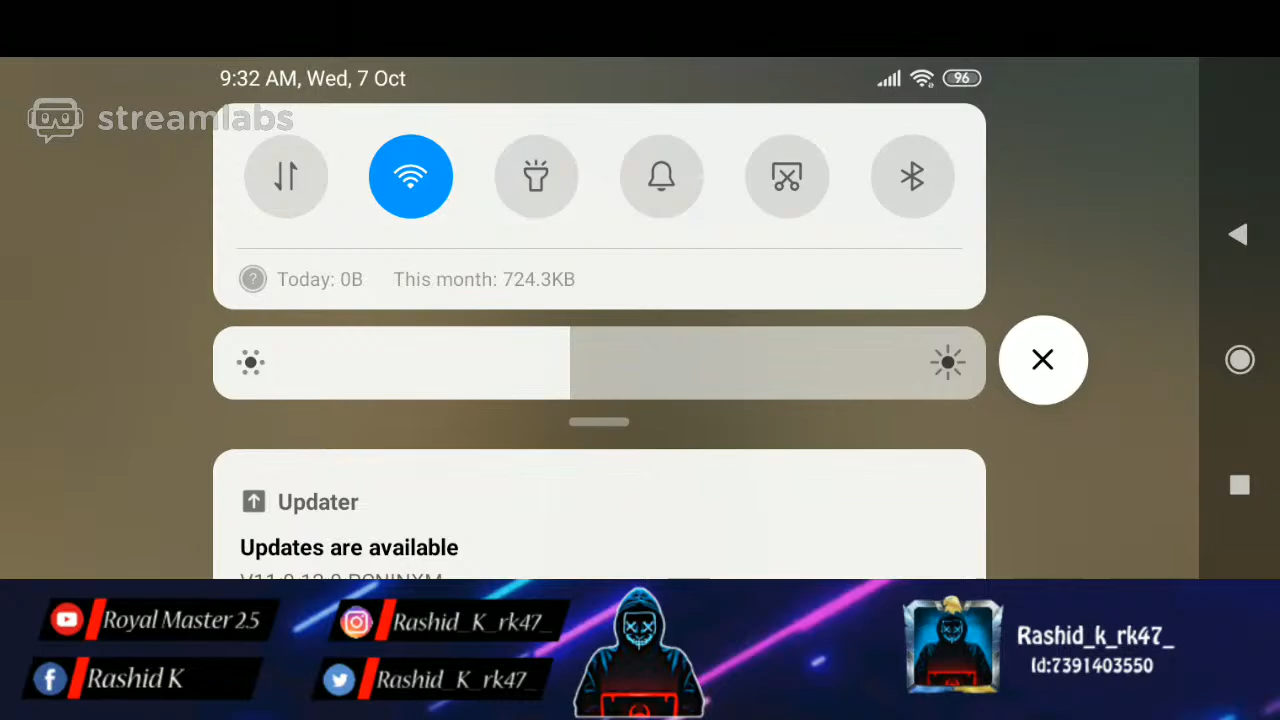 9:32 AM, Wed, 7 Oct
96
streamlabs
?
Today: 0B
This month: 724.3KB
Updater
Updates are available
Royal Master 2.5
Rashid_K_rk47_
Rashid_k_rk47_
Id:7391403550
Rashid K
Rashid_K_rk47_